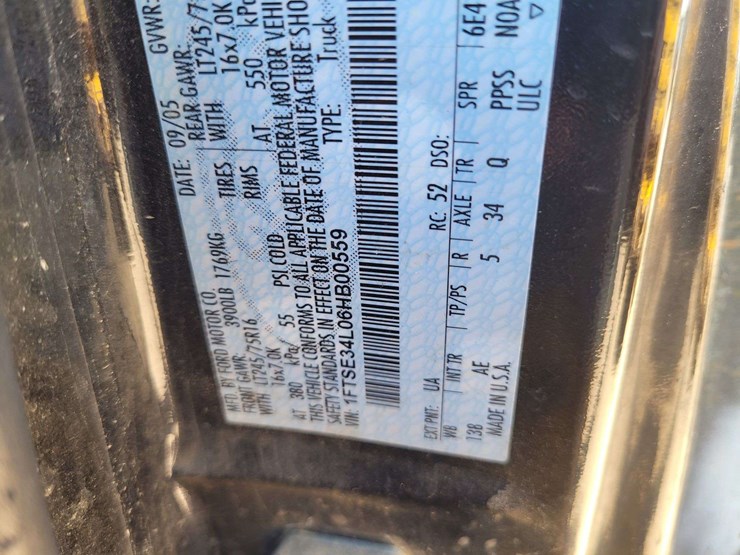 MFD. BY FORD MOTOR CO.
DATE: 09/05 GVWR:
FRONT GAWR: 3900LB 1769KG REAR GAWR:
WITH LT245/75R16 TIRES WITH LT245/7
16x7.0K RIMS 16x7.0K
AT 380 kPa/ 55 PSI COLD AT 550 kPa
THIS VEHICLE CONFORMS TO ALL APPLICABLE FEDERAL MOTOR VEHI
SAFETY STANDARDS IN EFFECT ON THE DATE OF MANUFACTURE SHO
VIN: 1FTSE34L06HB00559 TYPE: Truck
EXT PNT: UA RC: 52 DSO:
WB INT TR TP/PS R AXLE TR SPR 6E4
138 AE 5 34 Q PPSS NOA
MADE IN U.S.A. ULC